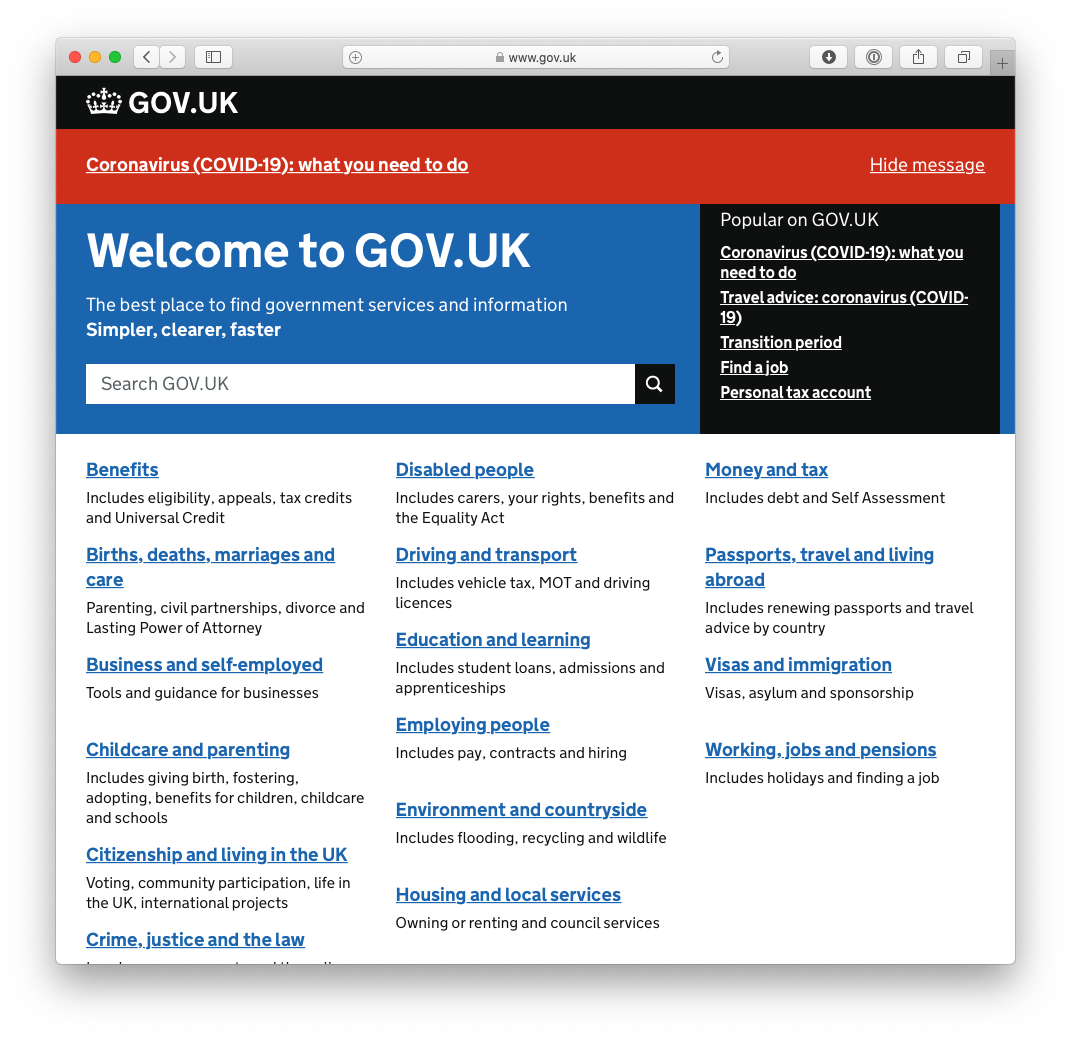 www.gov.uk
GOV.UK
Coronavirus (COVID-19): what you need to do
Hide message
Welcome to GOV.UK
The best place to find government services and information
Simpler, clearer, faster
Search GOV.UK
Popular on GOV.UK
Coronavirus (COVID-19): what you
need to do
Travel advice: coronavirus (COVID-
19)
Transition period
Find a job
Personal tax account
Benefits
Includes eligibility, appeals, tax credits
and Universal Credit
Births, deaths, marriages and
care
Parenting, civil partnerships, divorce and
Lasting Power of Attorney
Business and self-employed
Tools and guidance for businesses
Childcare and parenting
Includes giving birth, fostering,
adopting, benefits for children, childcare
and schools
Citizenship and living in the UK
Voting, community participation, life in
the UK, international projects
Crime, justice and the law
Disabled people
Includes carers, your rights, benefits and
the Equality Act
Driving and transport
Includes vehicle tax, MOT and driving
licences
Education and learning
Includes student loans, admissions and
apprenticeships
Employing people
Includes pay, contracts and hiring
Environment and countryside
Includes flooding, recycling and wildlife
Housing and local services
Owning or renting and council services
Money and tax
Includes debt and Self Assessment
Passports, travel and living
abroad
Includes renewing passports and travel
advice by country
Visas and immigration
Visas, asylum and sponsorship
Working, jobs and pensions
Includes holidays and finding a job